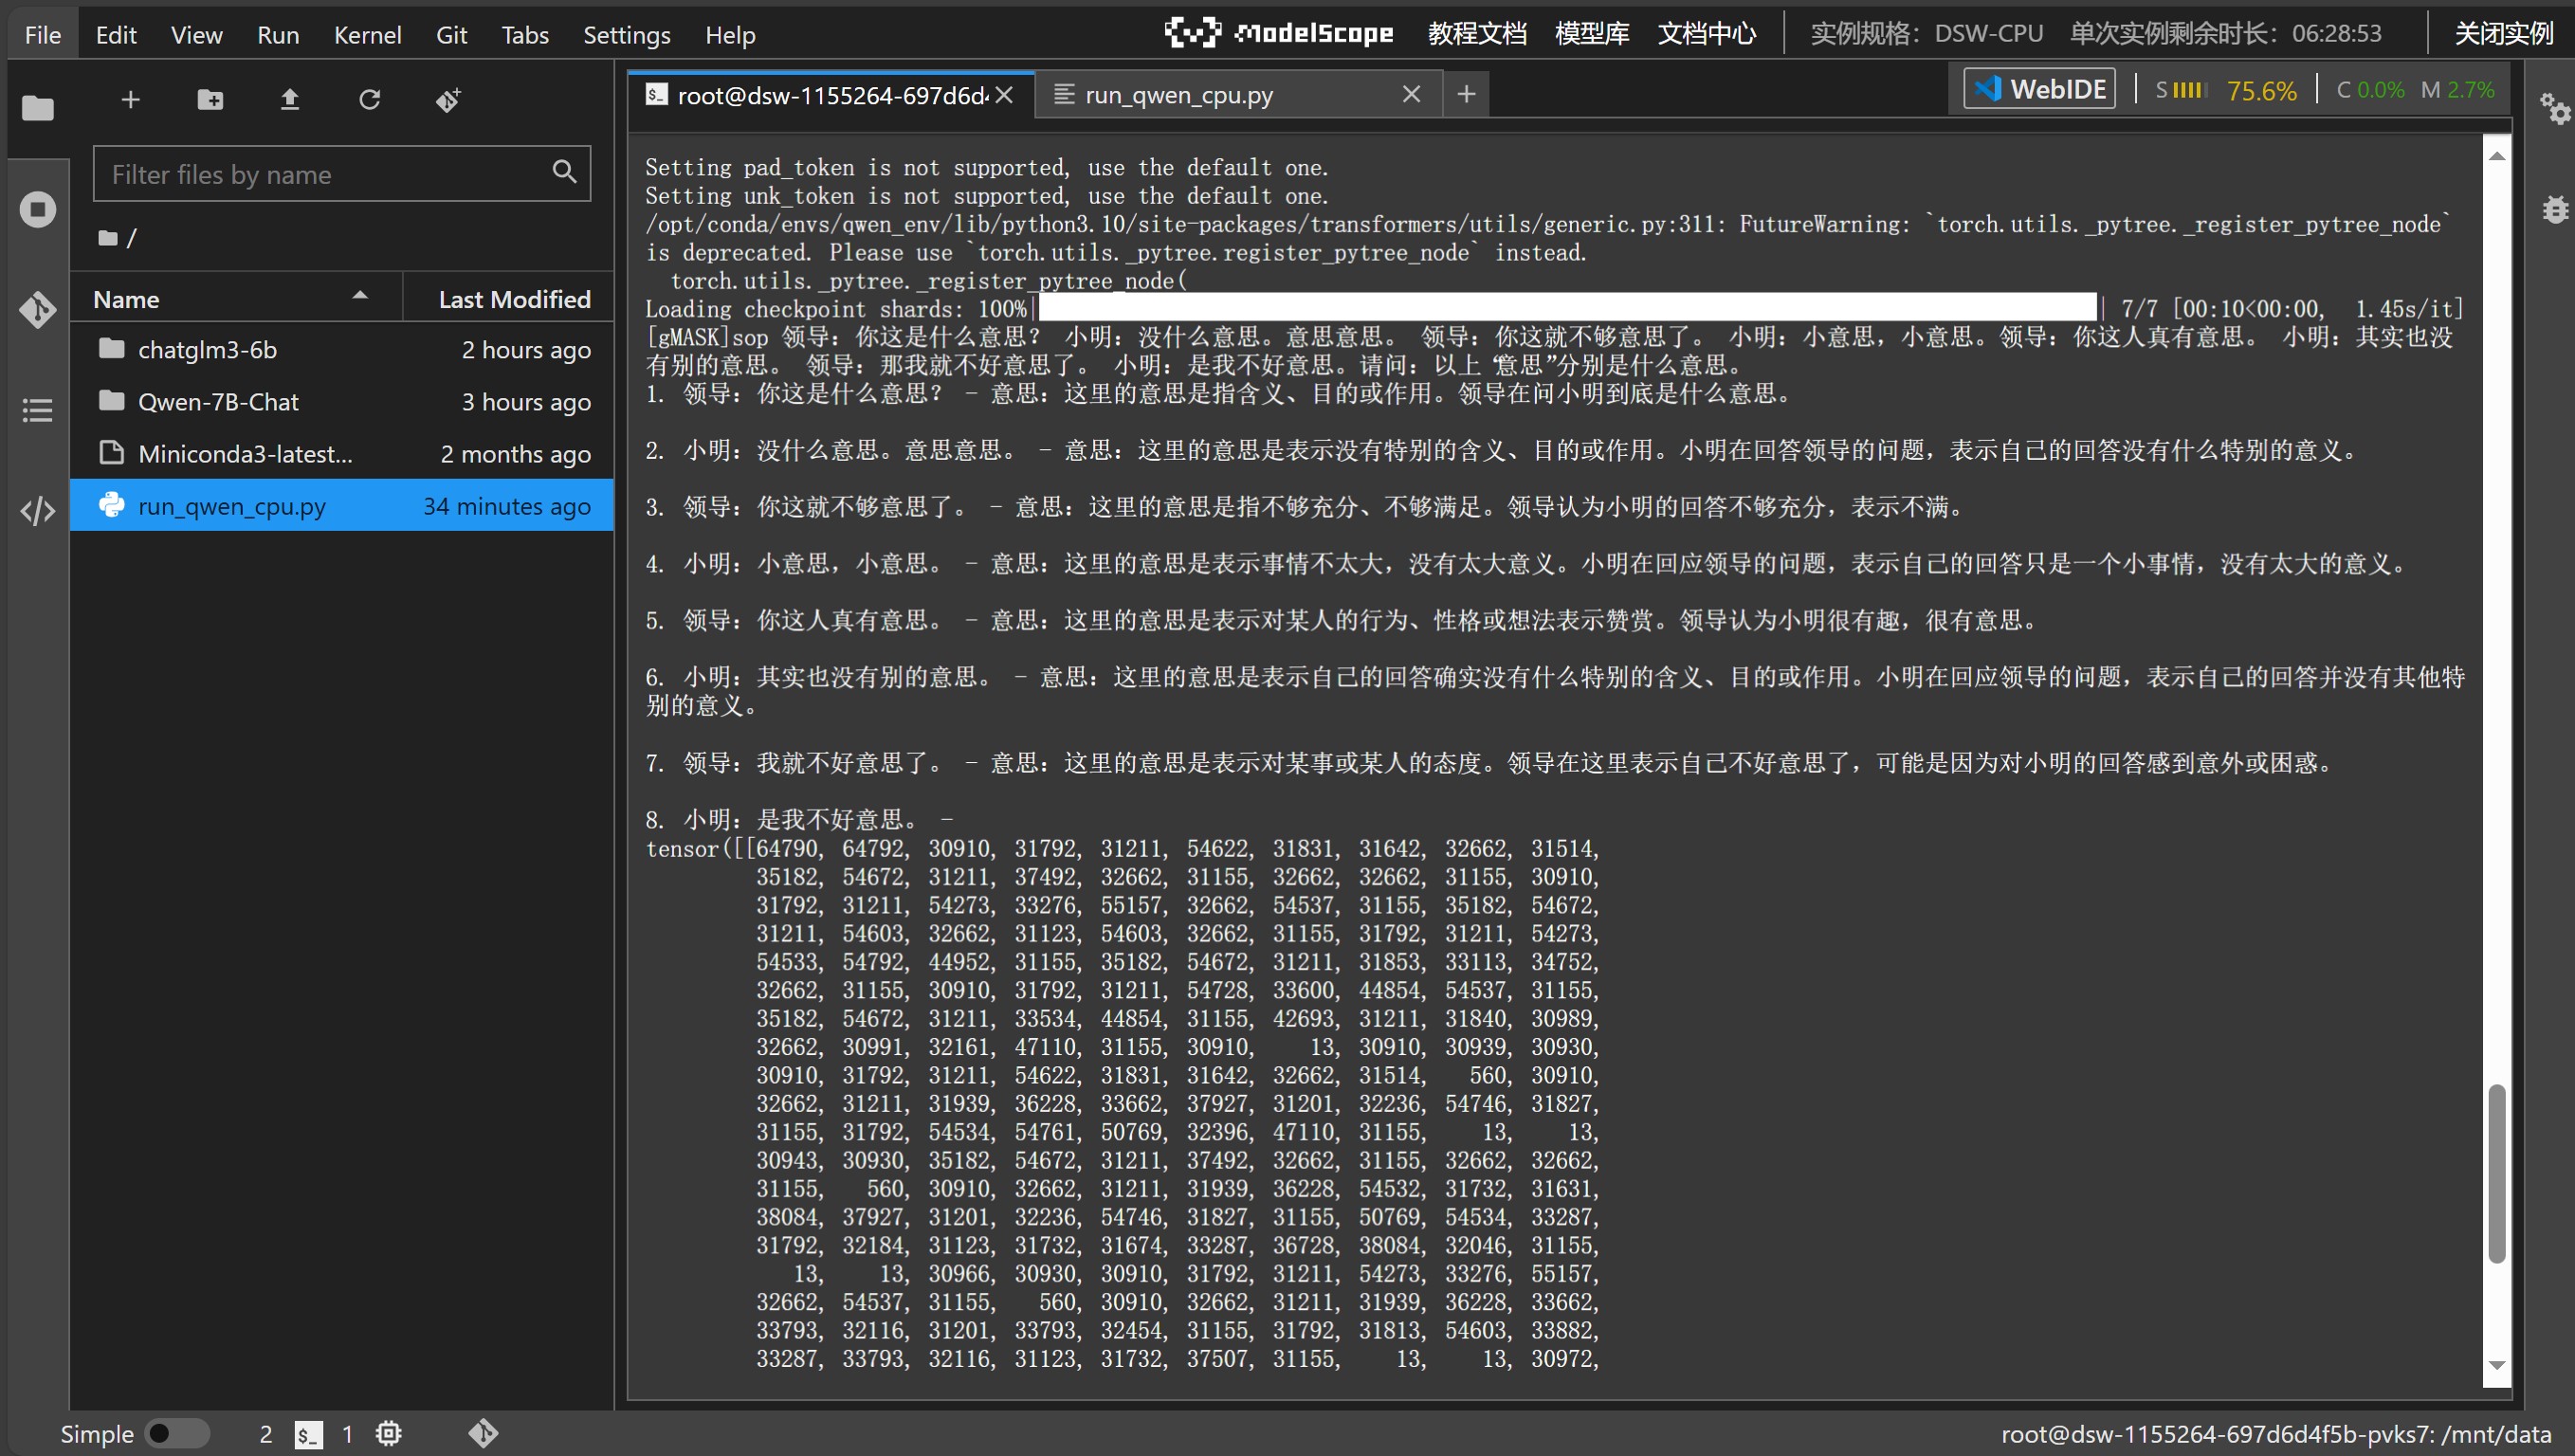 File Edit View Run Kernel Git Tabs Settings Help
ModelScope 教程文档 模型库 文档中心 实例规格：DSW-CPU 单次实例剩余时长：06:28:53 关闭实例
root@dsw-1155264-697d6d4 run_qwen_cpu.py
WebIDE S 75.6% C 0.0% M 2.7%
Filter files by name
/
Name Last Modified
chatglm3-6b 2 hours ago
Qwen-7B-Chat 3 hours ago
Miniconda3-latest... 2 months ago
run_qwen_cpu.py 34 minutes ago
Setting pad_token is not supported, use the default one.
Setting unk_token is not supported, use the default one.
/opt/conda/envs/qwen_env/lib/python3.10/site-packages/transformers/utils/generic.py:311: FutureWarning: `torch.utils._pytree._register_pytree_node`
is deprecated. Please use `torch.utils._pytree.register_pytree_node` instead.
torch.utils._pytree._register_pytree_node(
Loading checkpoint shards: 100%| | 7/7 [00:10<00:00, 1.45s/it]
[gMASK]sop 领导：你这是什么意思？ 小明：没什么意思。意思意思。 领导：你这就不够意思了。 小明：小意思，小意思。领导：你这人真有意思。 小明：其实也没
有别的意思。 领导：那我就不好意思了。 小明：是我不好意思。请问：以上“意思”分别是什么意思。
1. 领导：你这是什么意思？ - 意思：这里的意思是指含义、目的或作用。领导在问小明到底是什么意思。
2. 小明：没什么意思。意思意思。 - 意思：这里的意思是表示没有特别的含义、目的或作用。小明在回答领导的问题，表示自己的回答没有什么特别的意义。
3. 领导：你这就不够意思了。 - 意思：这里的意思是指不够充分、不够满足。领导认为小明的回答不够充分，表示不满。
4. 小明：小意思，小意思。 - 意思：这里的意思是表示事情不太大，没有太大意义。小明在回应领导的问题，表示自己的回答只是一个小事情，没有太大的意义。
5. 领导：你这人真有意思。 - 意思：这里的意思是表示对某人的行为、性格或想法表示赞赏。领导认为小明很有趣，很有意思。
6. 小明：其实也没有别的意思。 - 意思：这里的意思是表示自己的回答确实没有什么特别的含义、目的或作用。小明在回应领导的问题，表示自己的回答并没有其他特
别的意义。
7. 领导：我就不好意思了。 - 意思：这里的意思是表示对某事或某人的态度。领导在这里表示自己不好意思了，可能是因为对小明的回答感到意外或困惑。
8. 小明：是我不好意思。 -
tensor([[64790, 64792, 30910, 31792, 31211, 54622, 31831, 31642, 32662, 31514,
35182, 54672, 31211, 37492, 32662, 31155, 32662, 32662, 31155, 30910,
31792, 31211, 54273, 33276, 55157, 32662, 54537, 31155, 35182, 54672,
31211, 54603, 32662, 31123, 54603, 32662, 31155, 31792, 31211, 54273,
54533, 54792, 44952, 31155, 35182, 54672, 31211, 31853, 33113, 34752,
32662, 31155, 30910, 31792, 31211, 54728, 33600, 44854, 54537, 31155,
35182, 54672, 31211, 33534, 44854, 31155, 42693, 31211, 31840, 30989,
32662, 30991, 32161, 47110, 31155, 30910, 13, 30910, 30939, 30930,
30910, 31792, 31211, 54622, 31831, 31642, 32662, 31514, 560, 30910,
32662, 31211, 31939, 36228, 33662, 37927, 31201, 32236, 54746, 31827,
31155, 31792, 54534, 54761, 50769, 32396, 47110, 31155, 13, 13,
30943, 30930, 35182, 54672, 31211, 37492, 32662, 31155, 32662, 32662,
31155, 560, 30910, 32662, 31211, 31939, 36228, 54532, 31732, 31631,
38084, 37927, 31201, 32236, 54746, 31827, 31155, 50769, 54534, 33287,
31792, 32184, 31123, 31732, 31674, 33287, 36728, 38084, 32046, 31155,
13, 13, 30966, 30930, 30910, 31792, 31211, 54273, 33276, 55157,
32662, 54537, 31155, 560, 30910, 32662, 31211, 31939, 36228, 33662,
33793, 32116, 31201, 33793, 32454, 31155, 31792, 31813, 54603, 33882,
33287, 33793, 32116, 31123, 31732, 37507, 31155, 13, 13, 30972,
Simple 2 $_ 1 root@dsw-1155264-697d6d4f5b-pvks7: /mnt/data